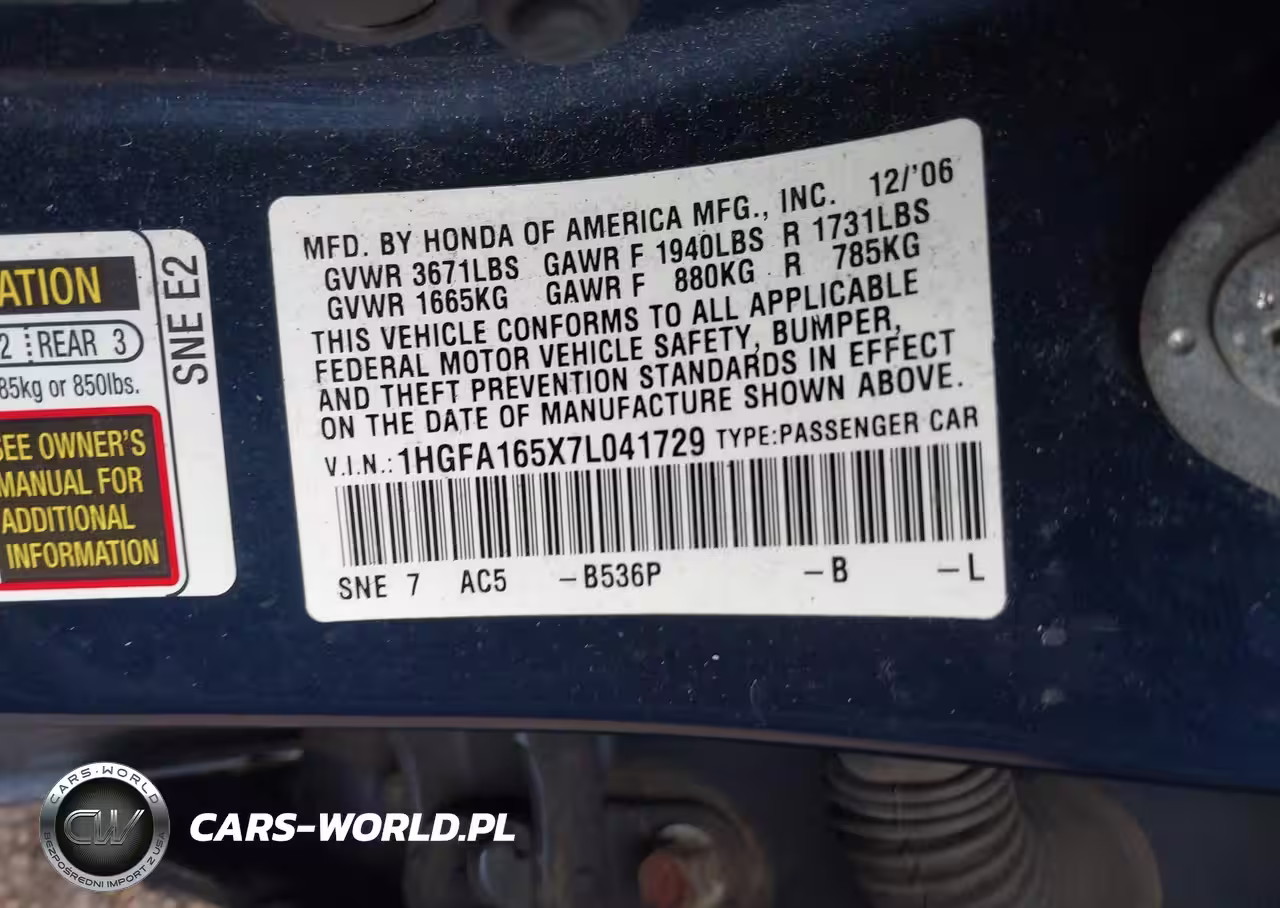 MFD. BY HONDA OF AMERICA MFG., INC. 12/'06
GVWR 3671LBS GAWR F 1940LBS R 1731LBS
GVWR 1665KG GAWR F 880KG R 785KG
THIS VEHICLE CONFORMS TO ALL APPLICABLE
FEDERAL MOTOR VEHICLE SAFETY, BUMPER,
AND THEFT PREVENTION STANDARDS IN EFFECT
ON THE DATE OF MANUFACTURE SHOWN ABOVE.
V.I.N.: 1HGFA165X7L041729 TYPE:PASSENGER CAR
SNE 7 AC5 –B536P –B –L
ATION
2 REAR 3
85kg or 850lbs.
SEE OWNER'S
MANUAL FOR
ADDITIONAL
INFORMATION
SNE E2
CARS-WORLD
CW
BEZPOŚREDNI IMPORT Z USA
CARS-WORLD.PL